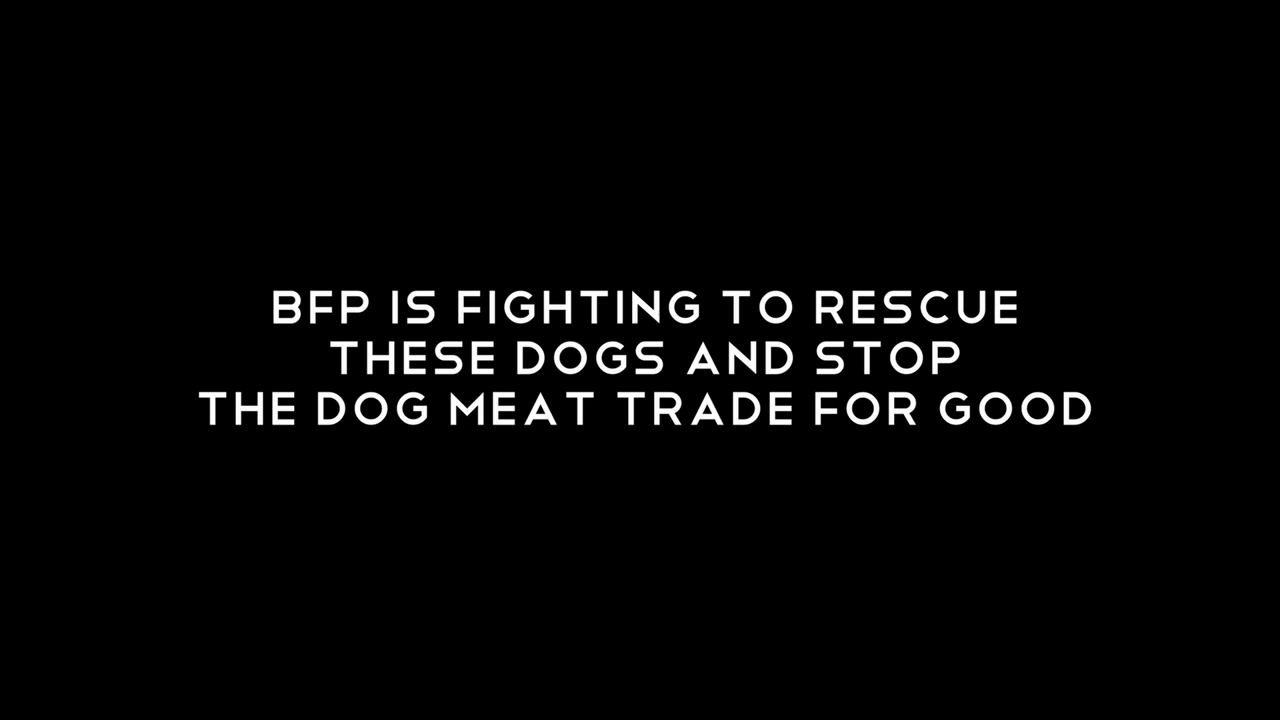 BFP IS FIGHTING TO RESCUE
THESE DOGS AND STOP
THE DOG MEAT TRADE FOR GOOD